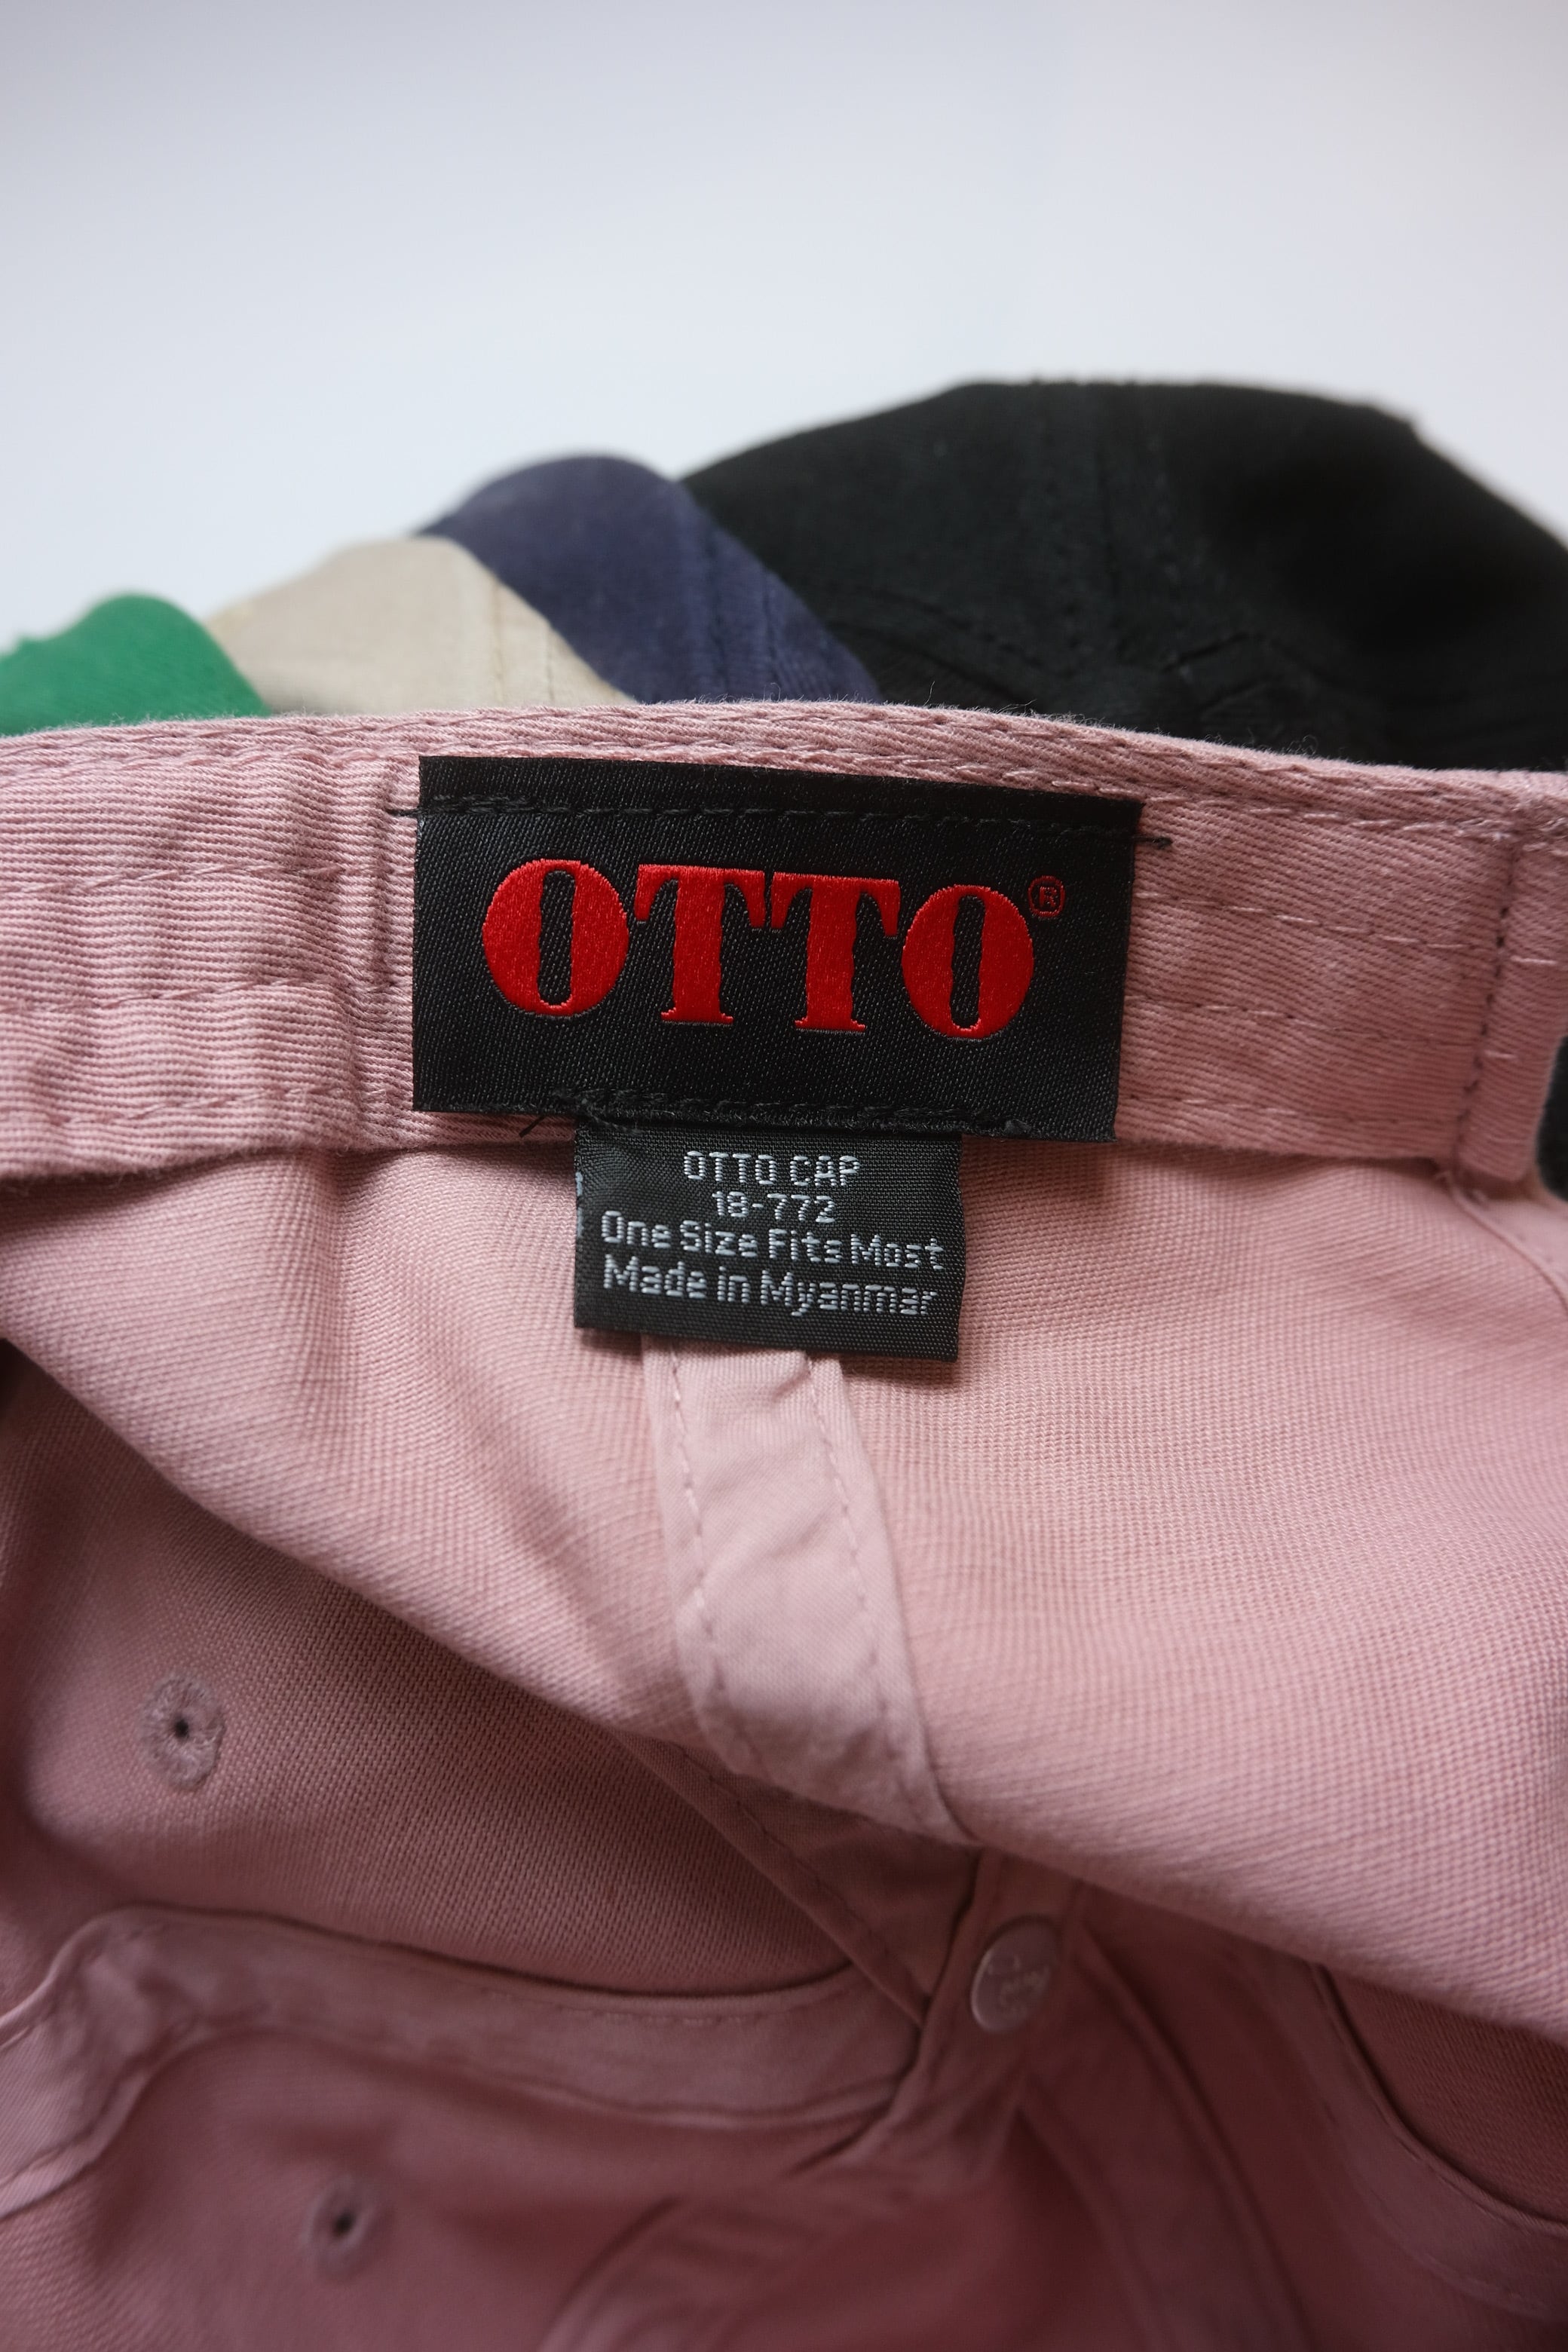 OTTO®
OTTO CAP
18-772
One Size Fits Most
Made in Myanmar